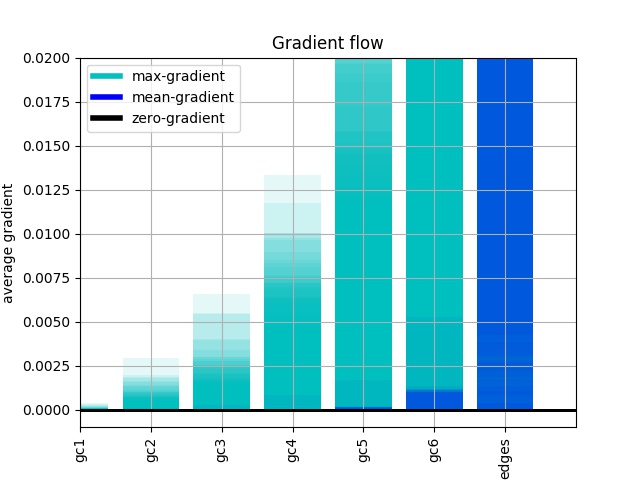 Gradient flow
max-gradient
mean-gradient
zero-gradient
average gradient
0.0200
0.0175
0.0150
0.0125
0.0100
0.0075
0.0050
0.0025
0.0000
gc1
gc2
gc3
gc4
gc5
gc6
edges